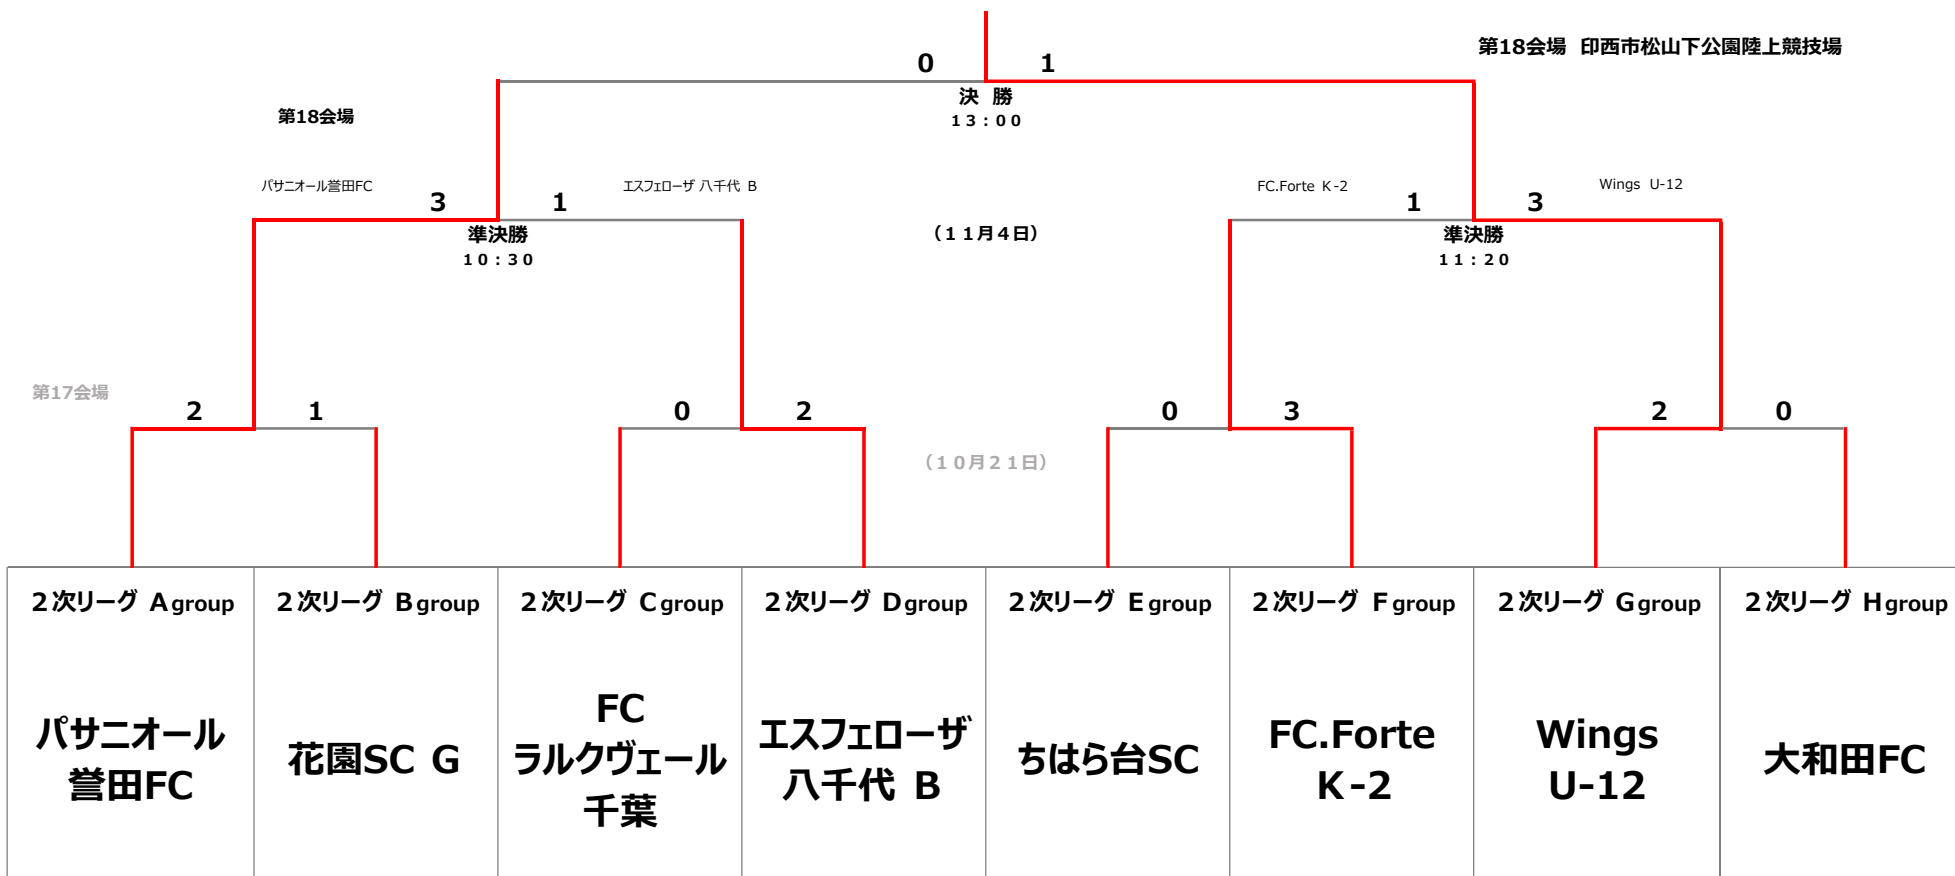 第18会場 印西市松山下公園陸上競技場
0 1
決 勝
13:00
第18会場
パサニオール誉田FC エスフェローザ 八千代 B FC.Forte K-2 Wings U-12
3 1 1 3
準決勝 (11月4日) 準決勝
10:30 11:20
第17会場
2 1 0 2 0 3 2 0
(10月21日)
2次リーグ Agroup 2次リーグ Bgroup 2次リーグ Cgroup 2次リーグ Dgroup 2次リーグ Egroup 2次リーグ Fgroup 2次リーグ Ggroup 2次リーグ Hgroup
パサニオール
誉田FC
花園SC G
FC
ラルクヴェール
千葉
エスフェローザ
八千代 B
ちはら台SC
FC.Forte
K-2
Wings
U-12
大和田FC